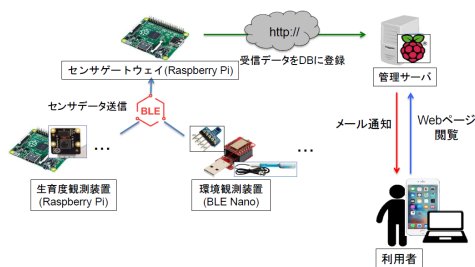 http://
受信データをDBに登録
センサゲートウェイ(Raspberry Pi)
管理サーバ
センサデータ送信
BLE
メール通知
Webページ
閲覧
…
…
生育度観測装置
(Raspberry Pi)
環境観測装置
(BLE Nano)
利用者